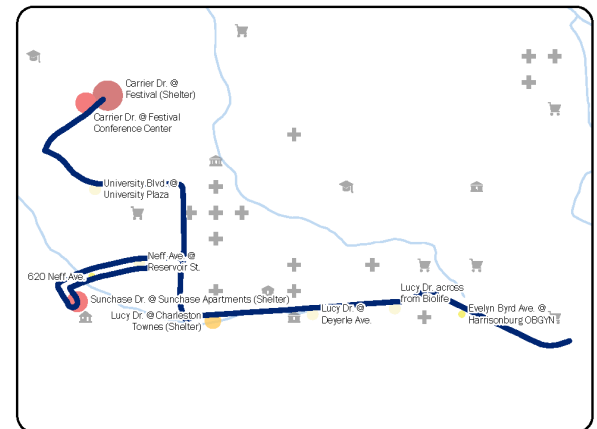 Carrier Dr. @
Festival (Shelter)
Carrier Dr. @ Festival
Conference Center
University Blvd. @
University Plaza
Neff Ave. @
Reservoir St.
620 Neff Ave.
Sunchase Dr. @ Sunchase Apartments (Shelter)
Lucy Dr. @ Charleston
Townes (Shelter)
Lucy Dr. @
Deyerle Ave.
Lucy Dr. across
from Biolife
Evelyn Byrd Ave. @
Harrisonburg OBGYN